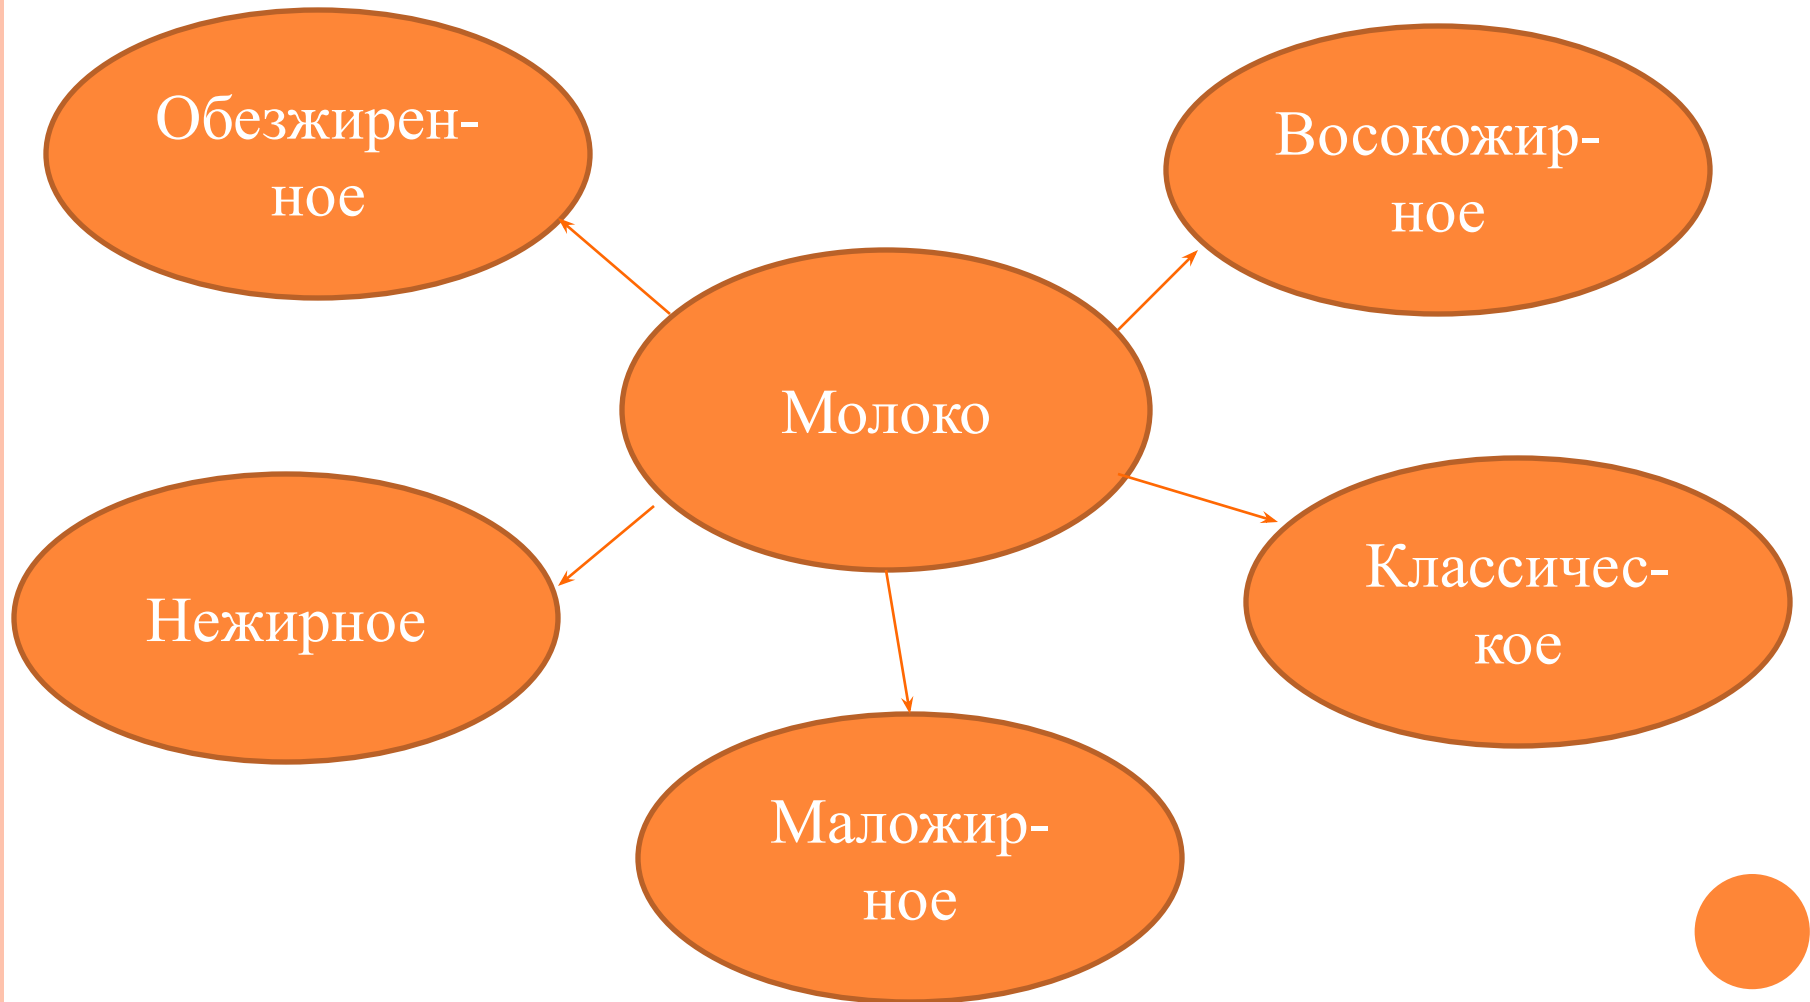 Обезжирен-
ное
Восокожир-
ное
Молоко
Нежирное
Классичес-
кое
Маложир-
ное